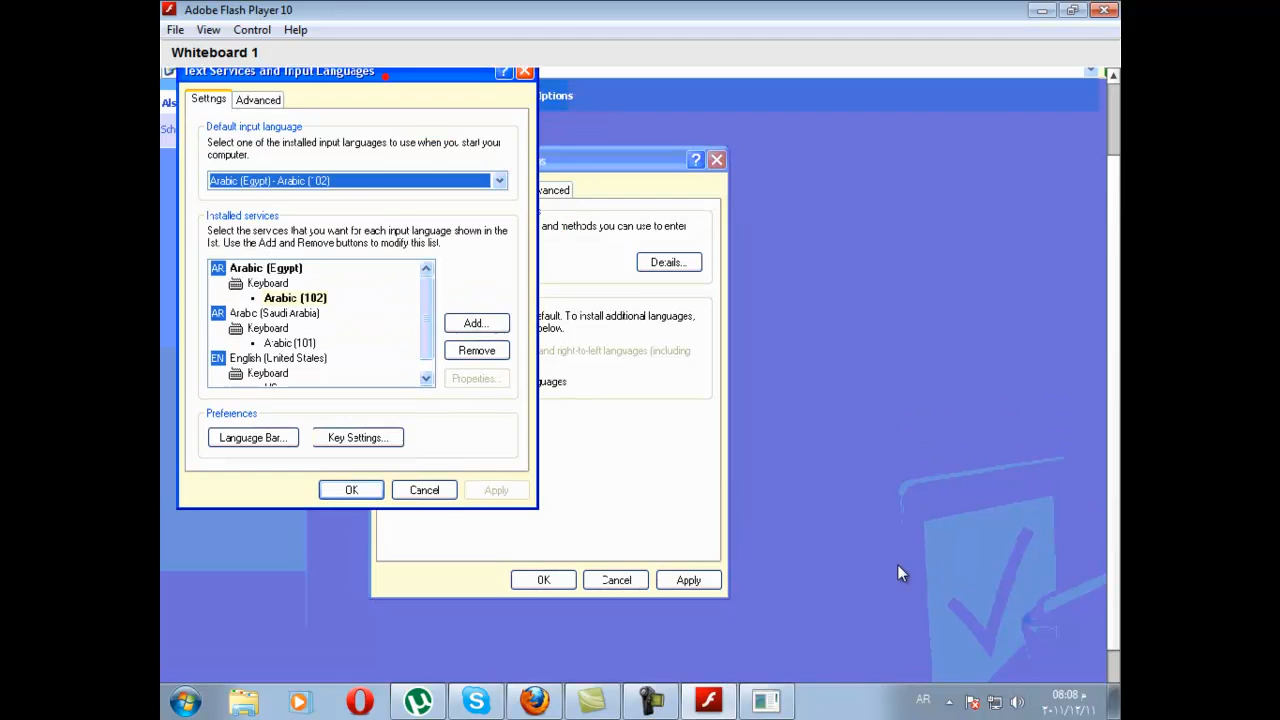 Adobe Flash Player 10
File View Control Help
Whiteboard 1
Text Services and Input Languages
Settings
Advanced
Default input language
Select one of the installed input languages to use when you start your
computer.
Arabic (Egypt) - Arabic (102)
Installed services
Select the services that you want for each input language shown in the
list. Use the Add and Remove buttons to modify this list.
AR Arabic (Egypt)
Keyboard
• Arabic (102)
AR Arabic (Saudi Arabia)
Keyboard
• Arabic (101)
EN English (United States)
Keyboard
Add...
Remove
Properties...
Preferences
Language Bar...
Key Settings...
OK
Cancel
Apply
Als
Sch
ptions
vanced
and methods you can use to enter
Details...
default. To install additional languages,
below.
and right-to-left languages (including
guages
OK
Cancel
Apply
AR
08:08 م
٢٠١١/١٢/١١